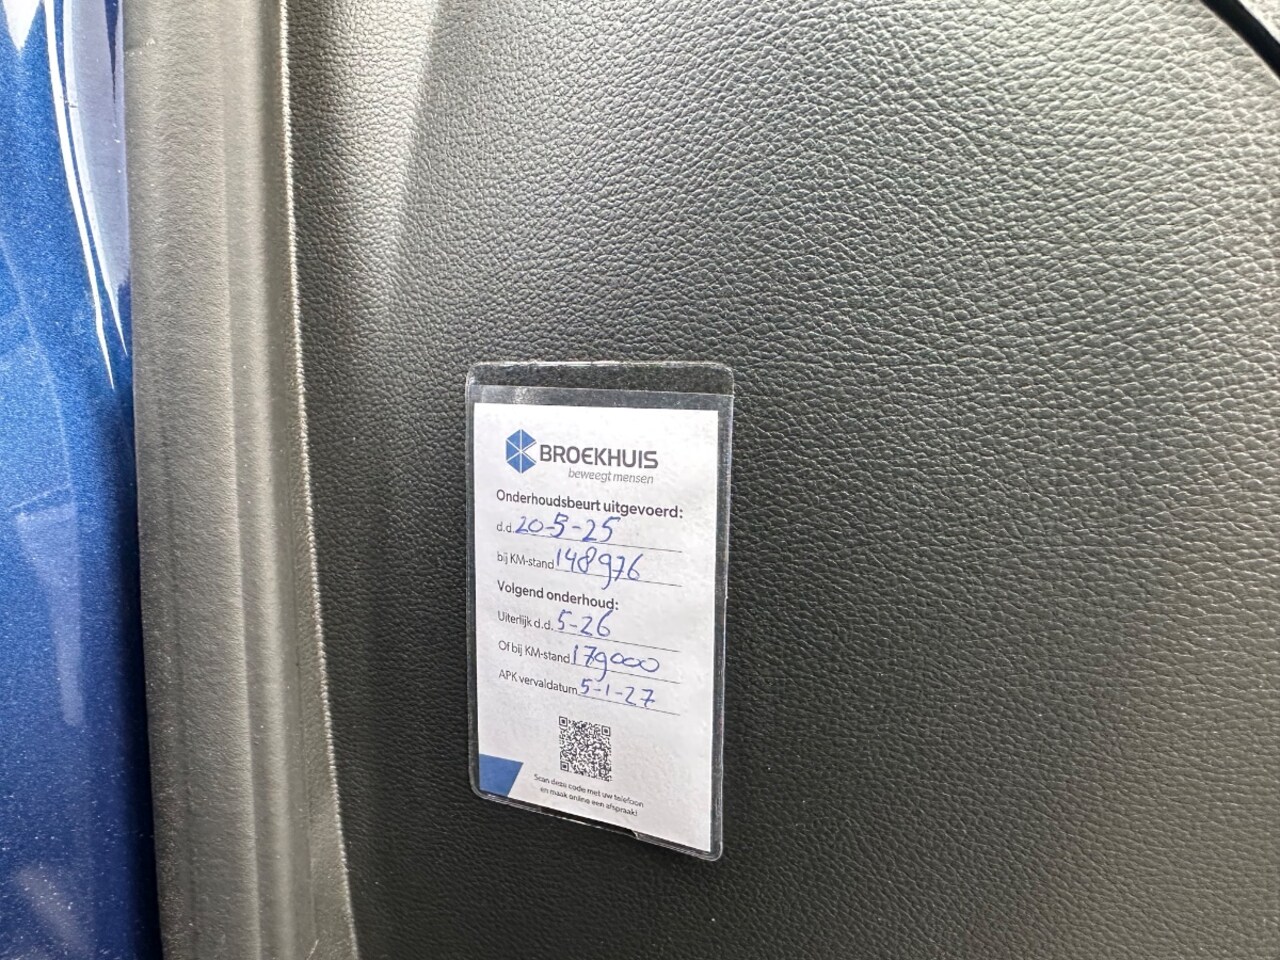 BROEKHUIS
beweegt mensen
Onderhoudsbeurt uitgevoerd:
d.d. 20-5-25
bij KM-stand 148976
Volgend onderhoud:
Uiterlijk d.d. 5-26
Of bij KM-stand 179000
APK vervaldatum 5-1-27
Scan deze code met uw telefoon
en maak online een afspraak!